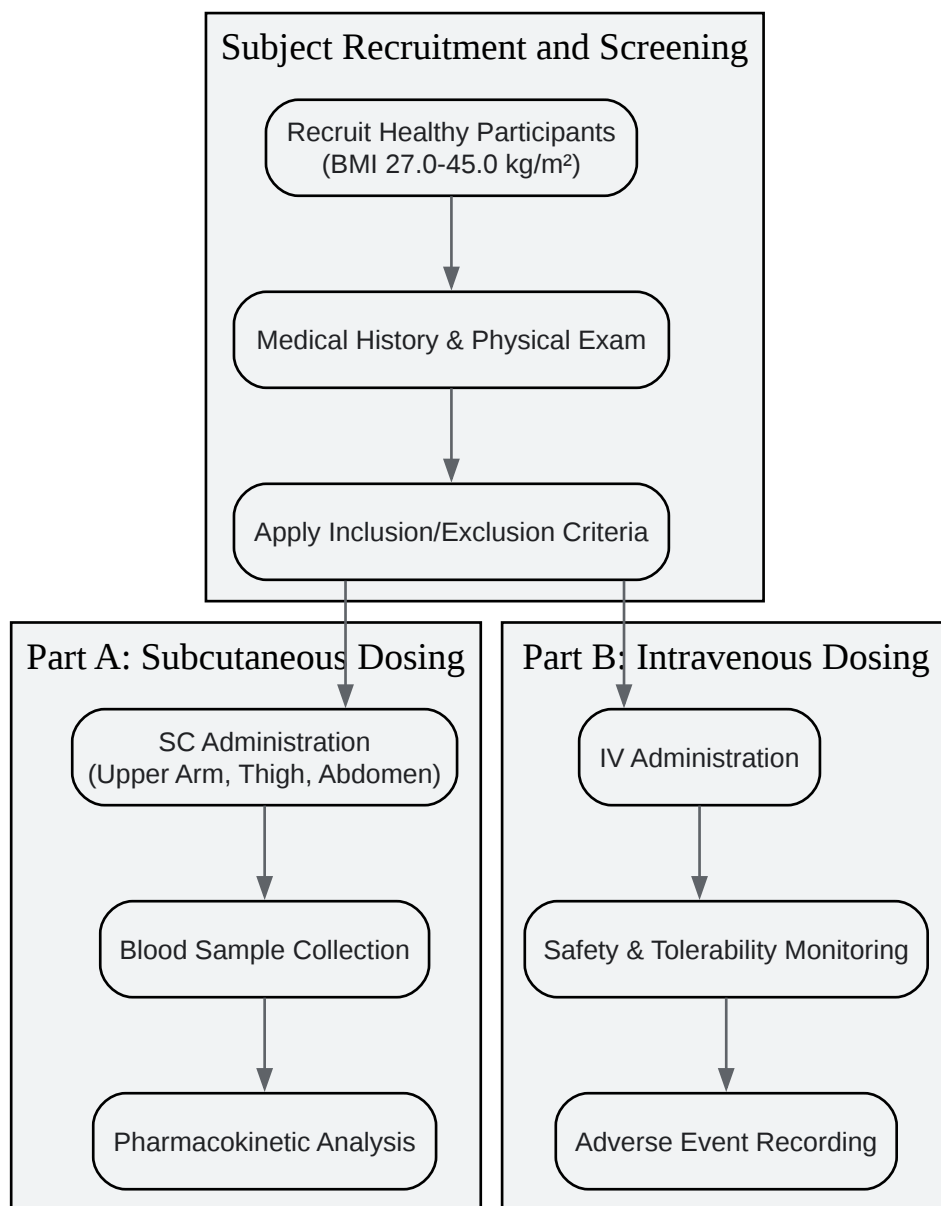 Subject Recruitment and Screening
Recruit Healthy Participants
(BMI 27.0-45.0 kg/m²)
Medical History & Physical Exam
Apply Inclusion/Exclusion Criteria
Part A: Subcutaneous Dosing
SC Administration
(Upper Arm, Thigh, Abdomen)
Blood Sample Collection
Pharmacokinetic Analysis
Part B: Intravenous Dosing
IV Administration
Safety & Tolerability Monitoring
Adverse Event Recording